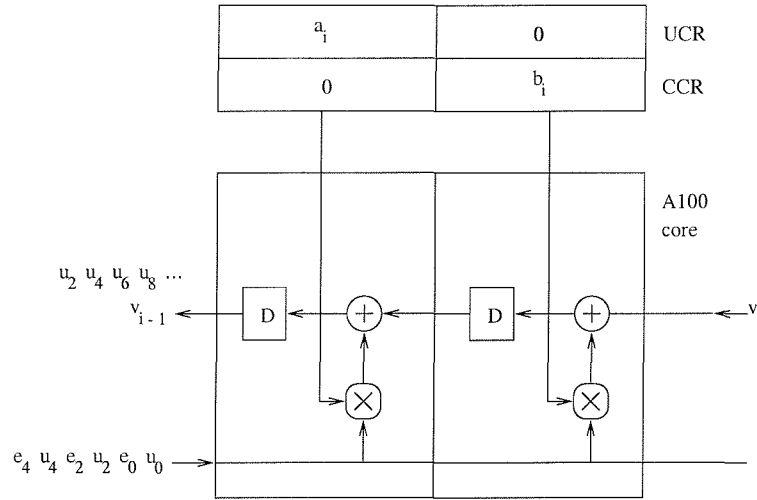 a_i 0 UCR
0 b_i CCR
A100
core
u_2 u_4 u_6 u_8 ...
v_{i-1} D + D + v
× ×
e_4 u_4 e_2 u_2 e_0 u_0